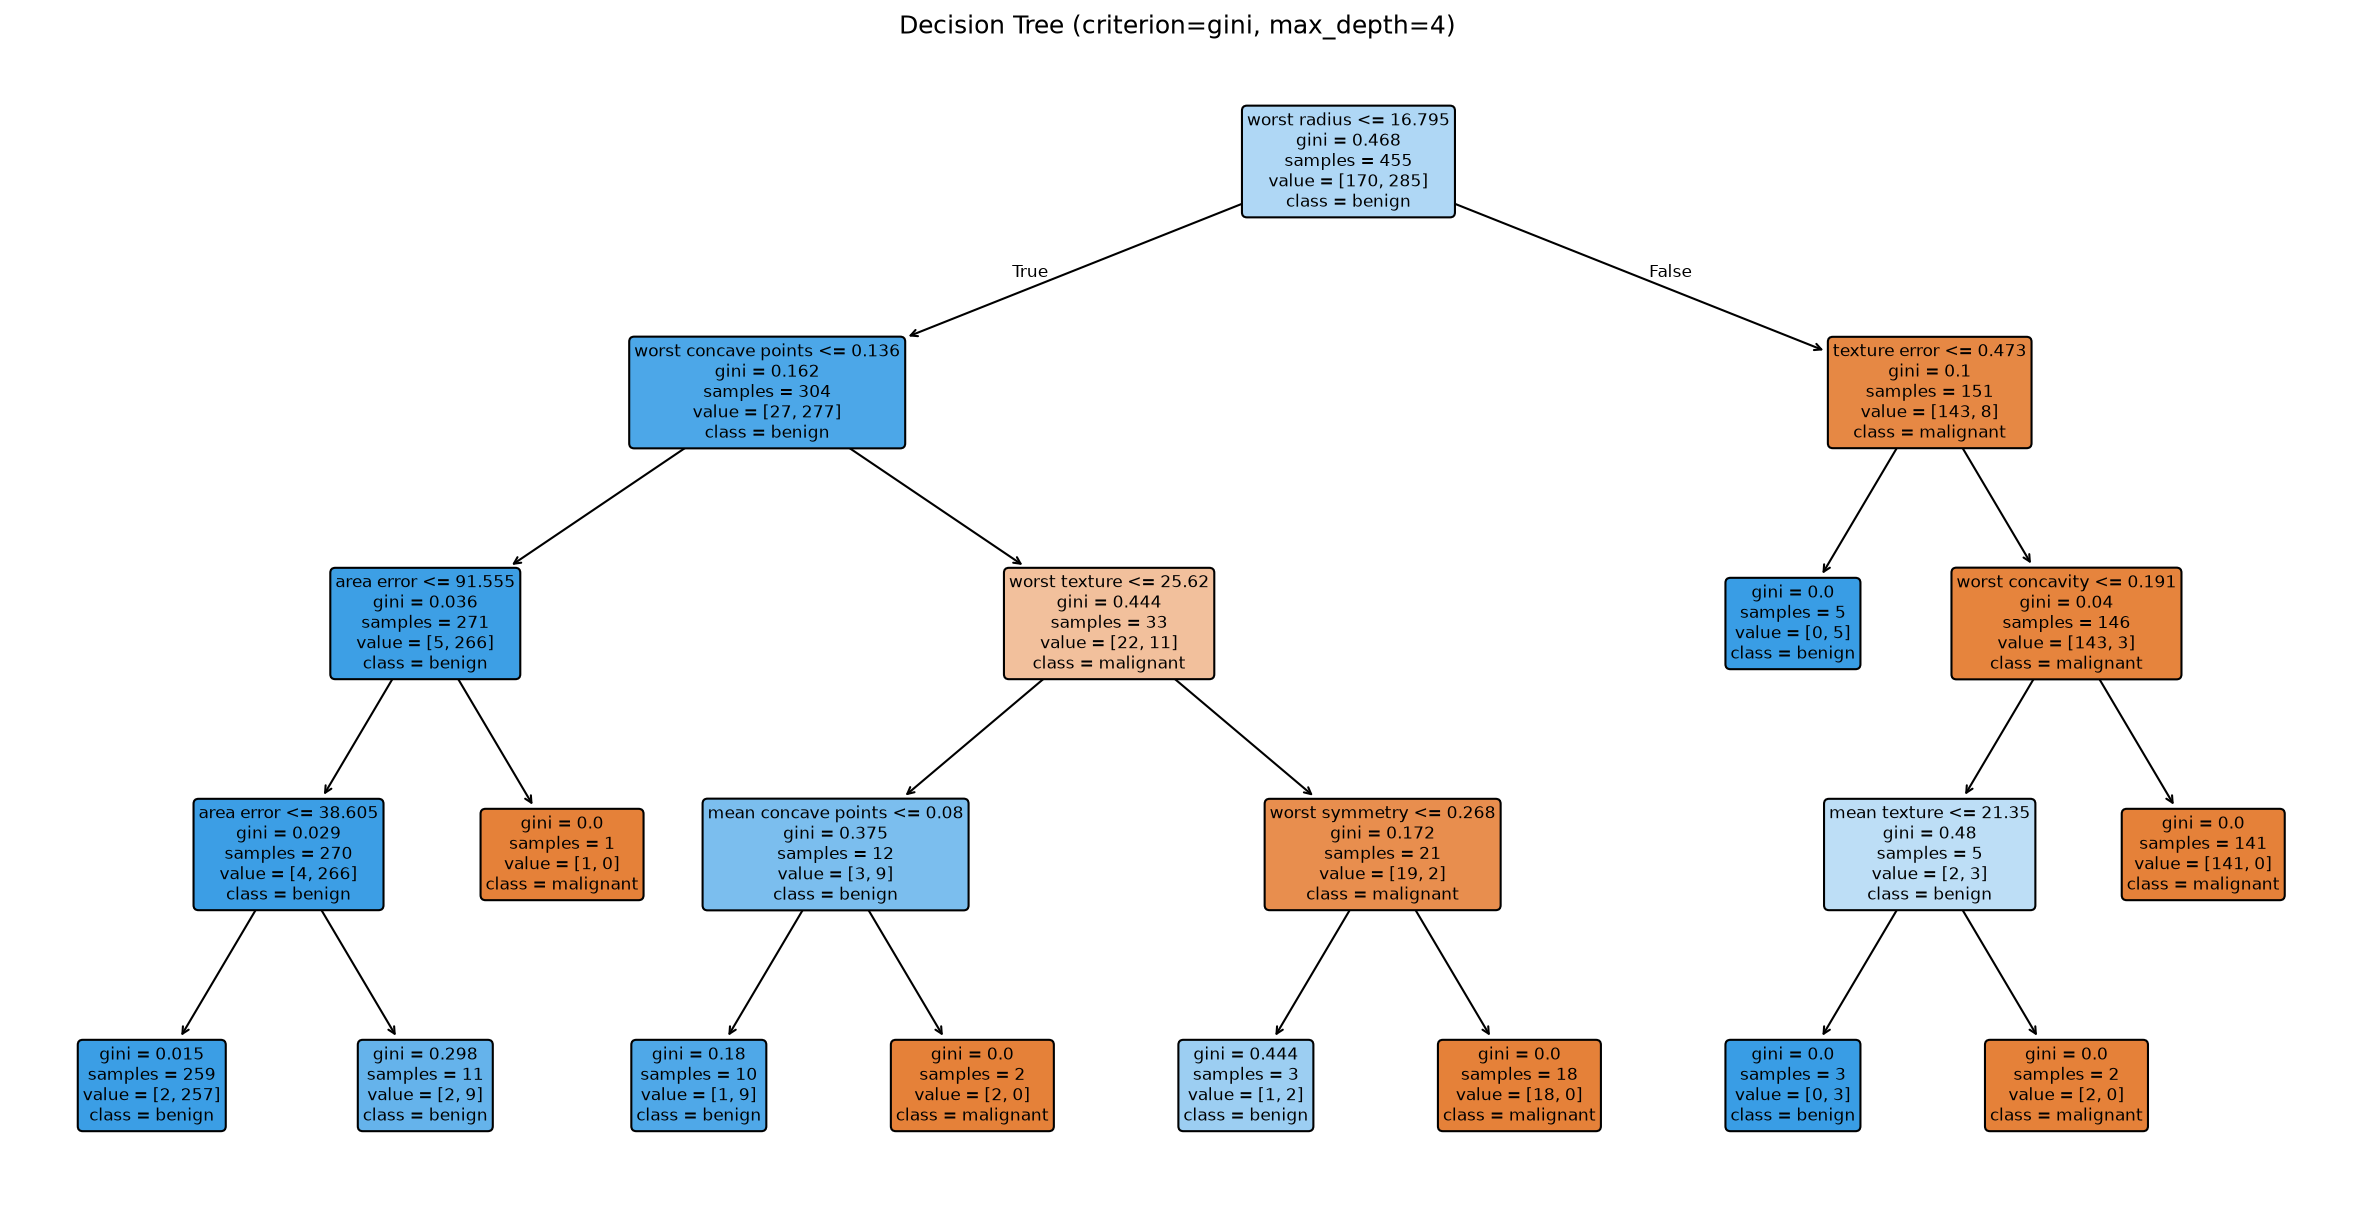 Decision Tree (criterion=gini, max_depth=4)
worst radius <= 16.795
gini = 0.468
samples = 455
value = [170, 285]
class = benign
True
False
worst concave points <= 0.136
gini = 0.162
samples = 304
value = [27, 277]
class = benign
texture error <= 0.473
gini = 0.1
samples = 151
value = [143, 8]
class = malignant
area error <= 91.555
gini = 0.036
samples = 271
value = [5, 266]
class = benign
worst texture <= 25.62
gini = 0.444
samples = 33
value = [22, 11]
class = malignant
gini = 0.0
samples = 5
value = [0, 5]
class = benign
worst concavity <= 0.191
gini = 0.04
samples = 146
value = [143, 3]
class = malignant
area error <= 38.605
gini = 0.029
samples = 270
value = [4, 266]
class = benign
gini = 0.0
samples = 1
value = [1, 0]
class = malignant
mean concave points <= 0.08
gini = 0.375
samples = 12
value = [3, 9]
class = benign
worst symmetry <= 0.268
gini = 0.172
samples = 21
value = [19, 2]
class = malignant
mean texture <= 21.35
gini = 0.48
samples = 5
value = [2, 3]
class = benign
gini = 0.0
samples = 141
value = [141, 0]
class = malignant
gini = 0.015
samples = 259
value = [2, 257]
class = benign
gini = 0.298
samples = 11
value = [2, 9]
class = benign
gini = 0.18
samples = 10
value = [1, 9]
class = benign
gini = 0.0
samples = 2
value = [2, 0]
class = malignant
gini = 0.444
samples = 3
value = [1, 2]
class = benign
gini = 0.0
samples = 18
value = [18, 0]
class = malignant
gini = 0.0
samples = 3
value = [0, 3]
class = benign
gini = 0.0
samples = 2
value = [2, 0]
class = malignant